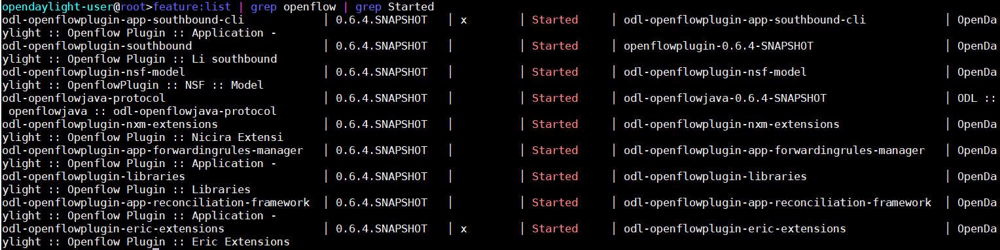 opendaylight-user@root>feature:list | grep openflow | grep Started
odl-openflowplugin-app-southbound-cli | 0.6.4.SNAPSHOT | x | Started | odl-openflowplugin-app-southbound-cli | OpenDa
ylight :: Openflow Plugin :: Application -
odl-openflowplugin-southbound | 0.6.4.SNAPSHOT | | Started | openflowplugin-0.6.4-SNAPSHOT | OpenDa
ylight :: Openflow Plugin :: Li southbound
odl-openflowplugin-nsf-model | 0.6.4.SNAPSHOT | | Started | odl-openflowplugin-nsf-model | OpenDa
ylight :: OpenflowPlugin :: NSF :: Model
odl-openflowjava-protocol | 0.6.4.SNAPSHOT | | Started | odl-openflowjava-0.6.4-SNAPSHOT | ODL ::
openflowjava :: odl-openflowjava-protocol
odl-openflowplugin-nxm-extensions | 0.6.4.SNAPSHOT | | Started | odl-openflowplugin-nxm-extensions | OpenDa
ylight :: Openflow Plugin :: Nicira Extensi
odl-openflowplugin-app-forwardingrules-manager | 0.6.4.SNAPSHOT | | Started | odl-openflowplugin-app-forwardingrules-manager | OpenDa
ylight :: Openflow Plugin :: Application -
odl-openflowplugin-libraries | 0.6.4.SNAPSHOT | | Started | odl-openflowplugin-libraries | OpenDa
ylight :: Openflow Plugin :: Libraries
odl-openflowplugin-app-reconciliation-framework | 0.6.4.SNAPSHOT | | Started | odl-openflowplugin-app-reconciliation-framework | OpenDa
ylight :: Openflow Plugin :: Application -
odl-openflowplugin-eric-extensions | 0.6.4.SNAPSHOT | x | Started | odl-openflowplugin-eric-extensions | OpenDa
ylight :: Openflow Plugin :: Eric Extensions